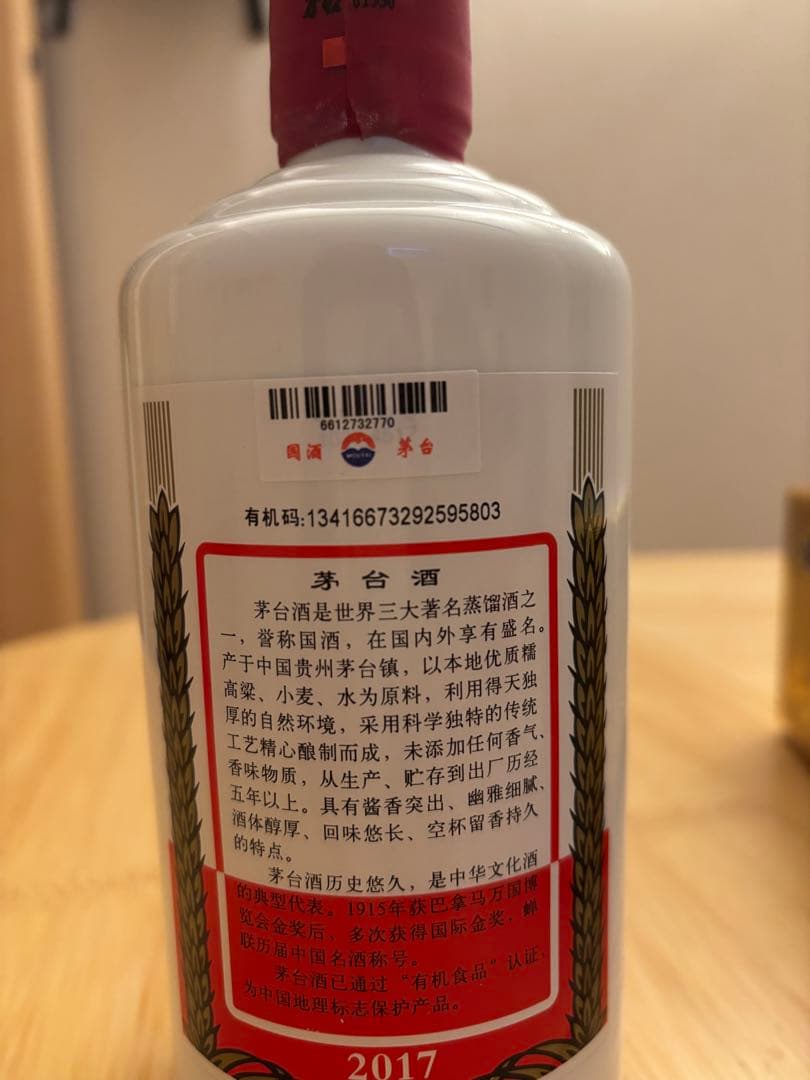 6612732770
国酒 MOUTAI 茅台
有机码:13416673292595803
茅台酒
茅台酒是世界三大著名蒸馏酒之
一，誉称国酒，在国内外享有盛名。
产于中国贵州茅台镇，以本地优质糯
高粱、小麦、水为原料，利用得天独
厚的自然环境，采用科学独特的传统
工艺精心酿制而成，未添加任何香气、
香味物质，从生产、贮存到出厂历经
五年以上。具有酱香突出、幽雅细腻、
酒体醇厚、回味悠长、空杯留香持久
的特点。
茅台酒历史悠久，是中华文化酒
的典型代表。1915年获巴拿马万国博
览会金奖后，多次获得国际金奖，蝉
联历届中国名酒称号。
茅台酒已通过“有机食品”认证，
为中国地理标志保护产品。
2017